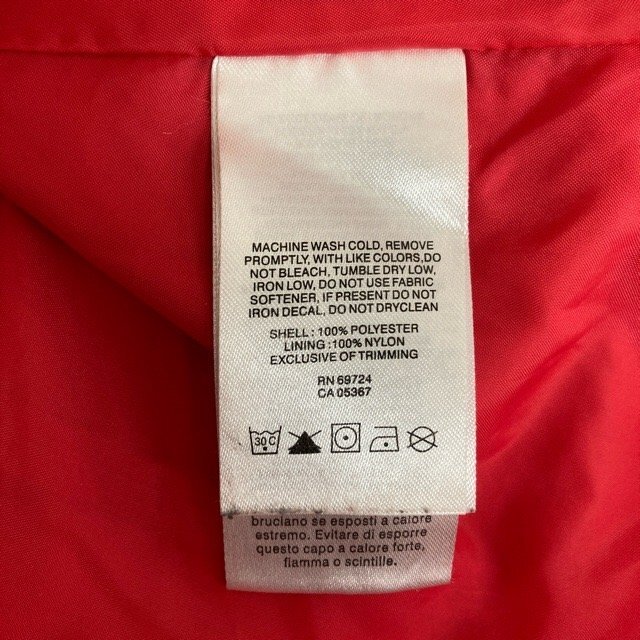 MACHINE WASH COLD, REMOVE
PROMPTLY, WITH LIKE COLORS,DO
NOT BLEACH, TUMBLE DRY LOW,
IRON LOW, DO NOT USE FABRIC
SOFTENER, IF PRESENT DO NOT
IRON DECAL, DO NOT DRYCLEAN
SHELL : 100% POLYESTER
LINING :100% NYLON
EXCLUSIVE OF TRIMMING
RN 69724
CA 05367
30 C
bruciano se esposti a calore
estremo. Evitare di esporre
questo capo a calore forte,
fiamma o scintille.